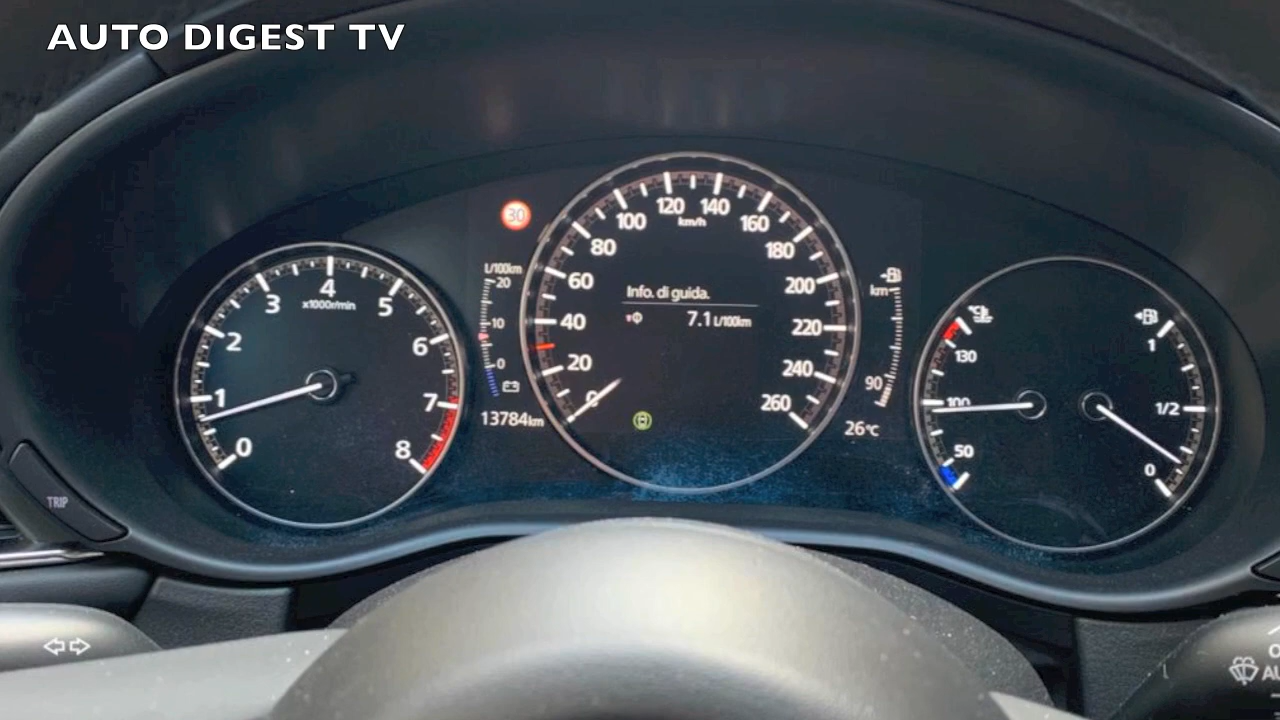 AUTO DIGEST TV
30
0 1 2 3 4 5 6 7 8
x1000r/min
L/100km
20
10
0
13784km
0 20 40 60 80 100 120 140 160 180 200 220 240 260
km/h
Info. di guida.
7.1 L/100km
km
90
26°C
°C
130
100
50
1
1/2
0
TRIP